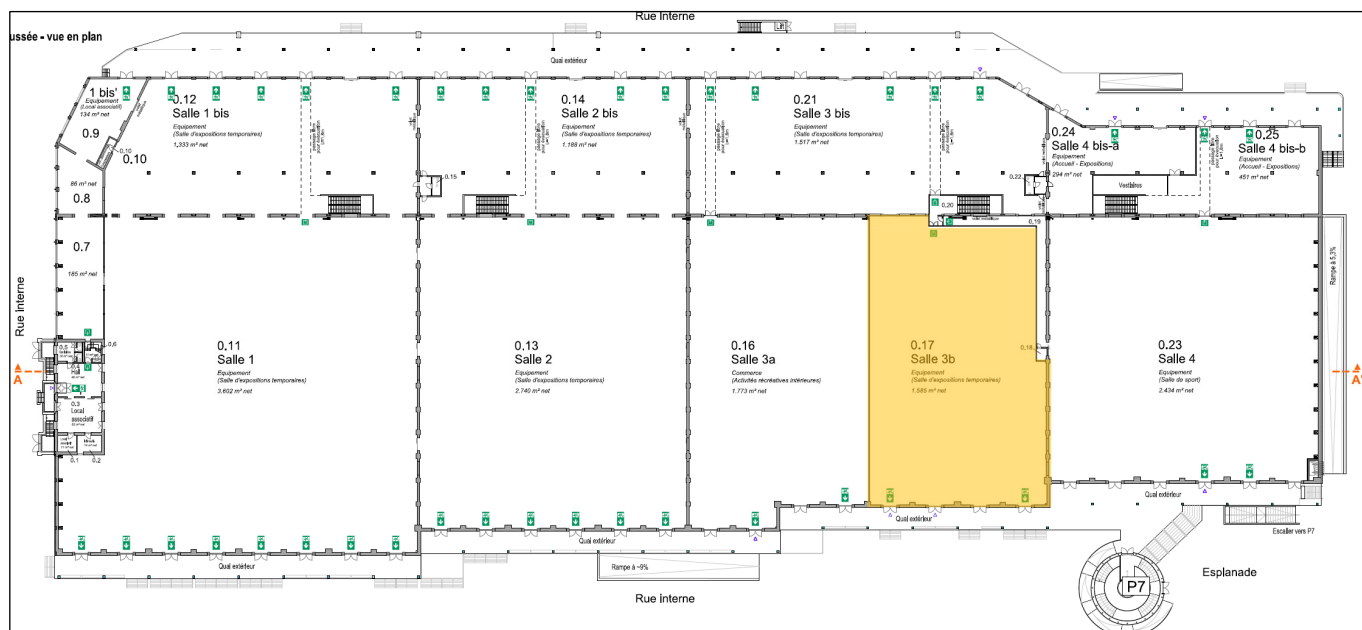 Rue Interne
Lift
ussée - vue en plan
Quai extérieur
1 bis'
Equipement
(Local associatif)
134 m² net
0.9
0.10
0.10
0.12
Salle 1 bis
Equipement
(Salle d'expositions temporaires)
1.333 m² net
0.14
Salle 2 bis
Equipement
(Salle d'expositions temporaires)
1.188 m² net
0.21
Salle 3 bis
Equipement
(Salle d'expositions temporaires)
1.517 m² net
0.24
Salle 4 bis-a
Equipement
(Accueil - Expositions)
294 m² net
0.25
Salle 4 bis-b
Equipement
(Accueil - Expositions)
451 m² net
Vestiaires
86 m² net
0.8
0.15
0.22
0.20
0.19
0.7
185 m² net
Rampe à 5,3%
Rue Interne
0.6
0.5
0.4
Hall
0.3
Local
associatif
0.1
0.2
A
A'
0.11
Salle 1
Equipement
(Salle d'expositions temporaires)
3.602 m² net
0.13
Salle 2
Equipement
(Salle d'expositions temporaires)
2.740 m² net
0.16
Salle 3a
Commerce
(Activités récréatives intérieures)
1.773 m² net
0.17
Salle 3b
Equipement
(Salle d'expositions temporaires)
1.585 m² net
0.18
0.23
Salle 4
Equipement
(Salle de sport)
2.434 m² net
Quai extérieur
Quai extérieur
Quai extérieur
Quai extérieur
Rampe à ~9%
Escalier vers P7
P7
Esplanade
Rue interne